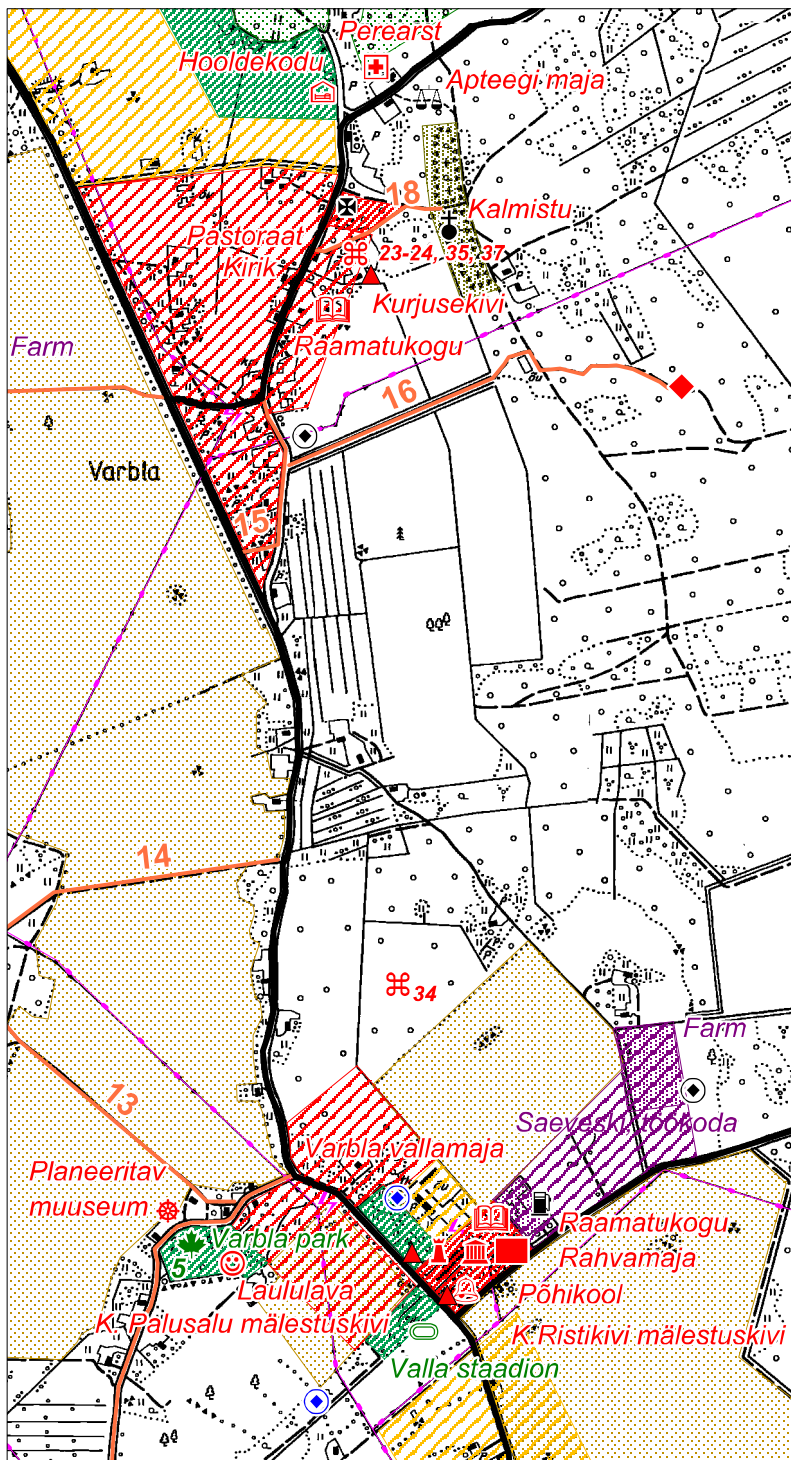 Perearst
Hooldekodu
Apteegi maja
18
Kalmistu
Pastoraat
Kirik
23-24, 35, 37
Kurjusekivi
Farm
Raamatukogu
16
Varbla
15
14
34
Farm
13
Saeveski, töökoda
Varbla vallamaja
Planeeritav
muuseum
Raamatukogu
Varbla park
Rahvamaja
5
Laululava
Põhikool
K. Palusalu mälestuskivi
K.Ristikivi mälestuskivi
Valla staadion